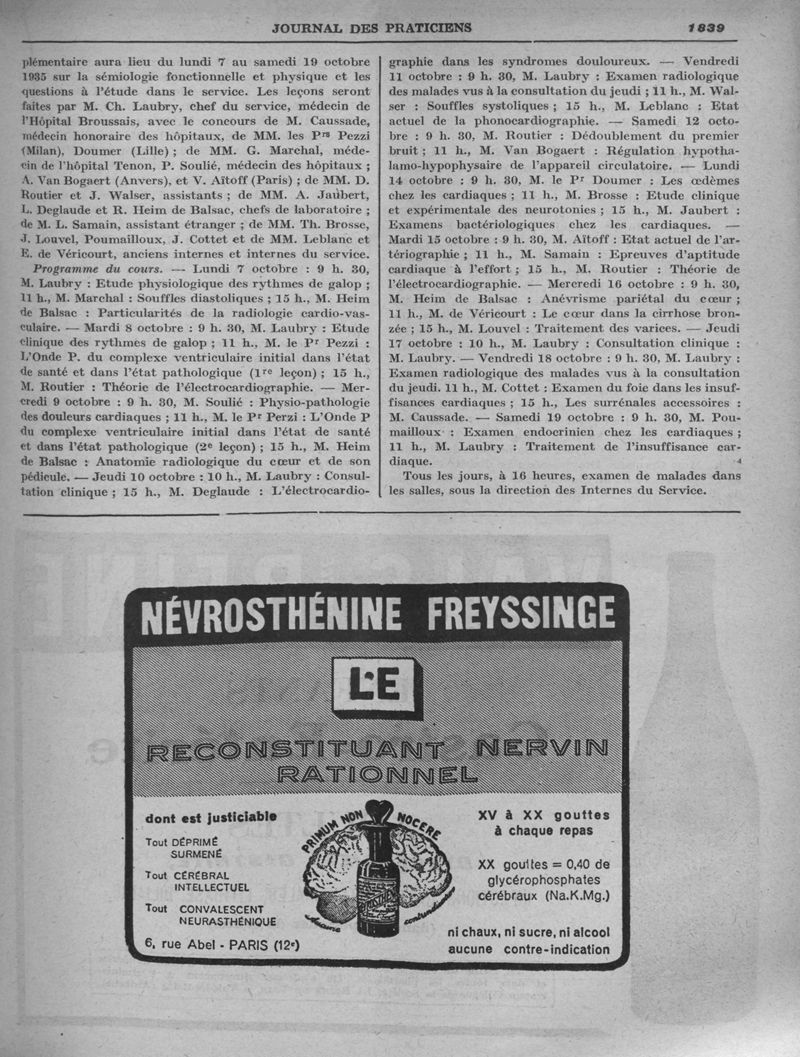 JOURNAL DES PRATICIENS 1839
plémentaire aura lieu du lundi 7 au samedi 19 octobre
1935 sur la sémiologie fonctionnelle et physique et les
questions à l'étude dans le service. Les leçons seront
faites par M. Ch. Laubry, chef du service, médecin de
l'Hôpital Broussais, avec le concours de M. Caussade,
médecin honoraire des hôpitaux, de MM. les Prs Pezzi
(Milan), Doumer (Lille) ; de MM. G. Marchal, méde-
cin de l'hôpital Tenon, P. Soulié, médecin des hôpitaux ;
A. Van Bogaert (Anvers), et V. Aïtoff (Paris) ; de MM. D.
Routier et J. Walser, assistants ; de MM. A. Jaubert,
L. Deglaude et R. Heim de Balsac, chefs de laboratoire ;
de M. L. Samain, assistant étranger ; de MM. Th. Brosse,
J. Louvel, Poumailloux, J. Cottet et de MM. Leblanc et
E. de Véricourt, anciens internes et internes du service.
Programme du cours. — Lundi 7 octobre : 9 h. 30,
M. Laubry : Etude physiologique des rythmes de galop ;
11 h., M. Marchal : Souffles diastoliques ; 15 h., M. Heim
de Balsac : Particularités de la radiologie cardio-vas-
culaire. — Mardi 8 octobre : 9 h. 30, M. Laubry : Etude
clinique des rythmes de galop ; 11 h., M. le Pr Pezzi :
L'Onde P. du complexe ventriculaire initial dans l'état
de santé et dans l'état pathologique (1re leçon) ; 15 h.,
M. Routier : Théorie de l'électrocardiographie. — Mer-
credi 9 octobre : 9 h. 30, M. Soulié : Physio-pathologie
des douleurs cardiaques ; 11 h., M. le Pr Perzi : L'Onde P
du complexe ventriculaire initial dans l'état de santé
et dans l'état pathologique (2e leçon) ; 15 h., M. Heim
de Balsac : Anatomie radiologique du cœur et de son
pédicule. — Jeudi 10 octobre : 10 h., M. Laubry : Consul-
tation clinique ; 15 h., M. Deglaude : L'électrocardio-
graphie dans les syndromes douloureux. — Vendredi
11 octobre : 9 h. 30, M. Laubry : Examen radiologique
des malades vus à la consultation du jeudi ; 11 h., M. Wal-
ser : Souffles systoliques ; 15 h., M. Leblanc : Etat
actuel de la phonocardiographie. — Samedi 12 octo-
bre : 9 h. 30, M. Routier : Dédoublement du premier
bruit ; 11 h., M. Van Bogaert : Régulation hypotha-
lamo-hypophysaire de l'appareil circulatoire. — Lundi
14 octobre : 9 h. 30, M. le Pr Doumer : Les œdèmes
chez les cardiaques ; 11 h., M. Brosse : Etude clinique
et expérimentale des neurotonies ; 15 h., M. Jaubert :
Examens bactériologiques chez les cardiaques. —
Mardi 15 octobre : 9 h. 30, M. Aïtoff : Etat actuel de l'ar-
tériographie ; 11 h., M. Samain : Epreuves d'aptitude
cardiaque à l'effort ; 15 h., M. Routier : Théorie de
l'électrocardiographie. — Mercredi 16 octobre : 9 h. 30,
M. Heim de Balsac : Anévrisme pariétal du cœur ;
11 h., M. de Véricourt : Le cœur dans la cirrhose bron-
zée ; 15 h., M. Louvel : Traitement des varices. — Jeudi
17 octobre : 10 h., M. Laubry : Consultation clinique :
M. Laubry. — Vendredi 18 octobre : 9 h. 30, M. Laubry :
Examen radiologique des malades vus à la consultation
du jeudi. 11 h., M. Cottet : Examen du foie dans les insuf-
fisances cardiaques ; 15 h., Les surrénales accessoires :
M. Caussade. — Samedi 19 octobre : 9 h. 30, M. Pou-
mailloux : Examen endocrinien chez les cardiaques ;
11 h., M. Laubry : Traitement de l'insuffisance car-
diaque. 4
Tous les jours, à 16 heures, examen de malades dans
les salles, sous la direction des Internes du Service.
NÉVROSTHÉNINE FREYSSINGE
L:E
RECONSTITUANT NERVIN
RATIONNEL
dont est justiciable
Tout DÉPRIMÉ
SURMENÉ
Tout CÉRÉBRAL
INTELLECTUEL
Tout CONVALESCENT
NEURASTHÉNIQUE
6, rue Abel - PARIS (12e)
PRIMUM NON NOCERE
XV à XX gouttes
à chaque repas
XX gouttes = 0,40 de
glycérophosphates
cérébraux (Na.K.Mg.)
ni chaux, ni sucre, ni alcool
aucune contre-indication